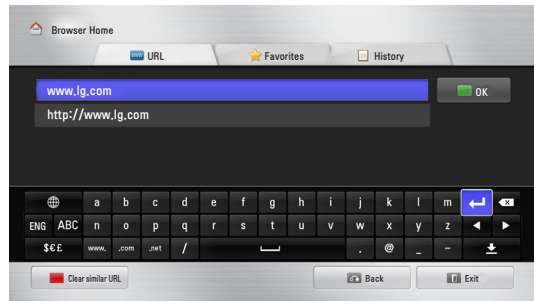 Browser Home
URL
Favorites
History
www.lg.com
OK
http://www.lg.com
a b c d e f g h i j k l m
ENG ABC n o p q r s t u v w x y z
$€£ www. .com .net / . @ _ -
Clear similar URL
Back
Exit